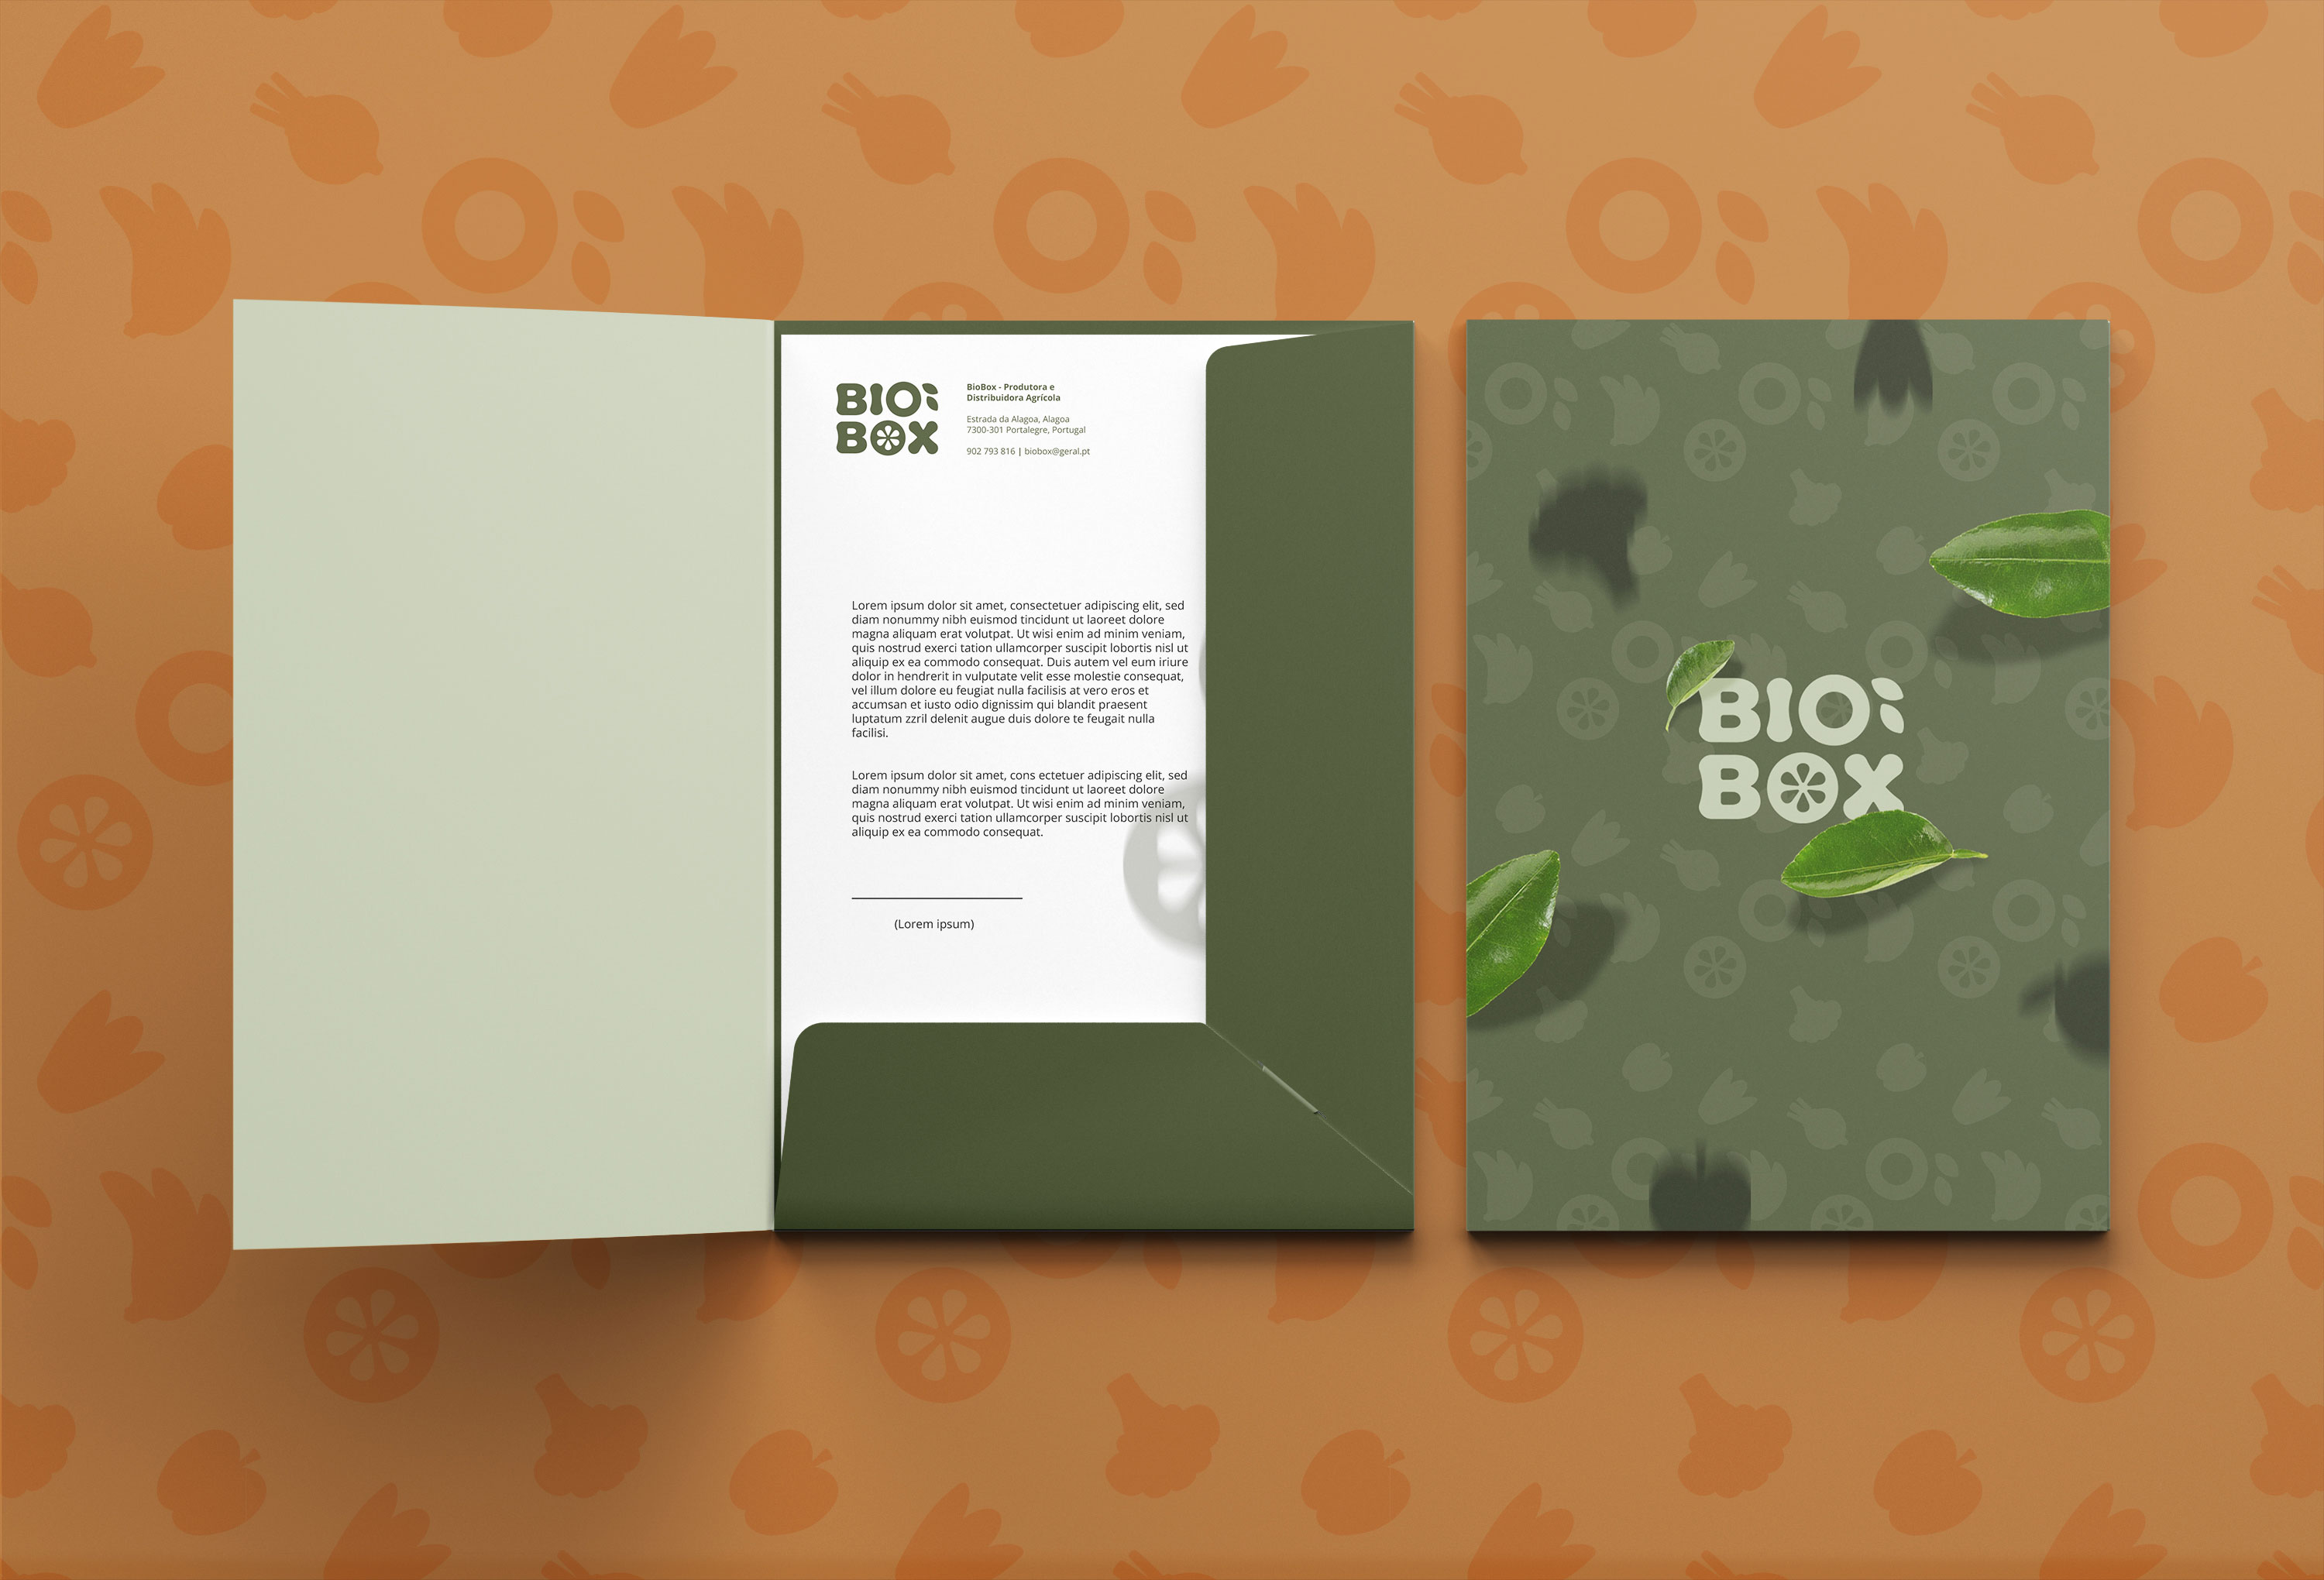 BIO
BOX
BioBox - Produtora e
Distribuidora Agrícola
Estrada da Alagoa, Alagoa
7300-301 Portalegre, Portugal
902 793 816 | biobox@geral.pt
Lorem ipsum dolor sit amet, consectetuer adipiscing elit, sed
diam nonummy nibh euismod tincidunt ut laoreet dolore
magna aliquam erat volutpat. Ut wisi enim ad minim veniam,
quis nostrud exerci tation ullamcorper suscipit lobortis nisl ut
aliquip ex ea commodo consequat. Duis autem vel eum iriure
dolor in hendrerit in vulputate velit esse molestie consequat,
vel illum dolore eu feugiat nulla facilisis at vero eros et
accumsan et iusto odio dignissim qui blandit praesent
luptatum zzril delenit augue duis dolore te feugait nulla
facilisi.
Lorem ipsum dolor sit amet, cons ectetuer adipiscing elit, sed
diam nonummy nibh euismod tincidunt ut laoreet dolore
magna aliquam erat volutpat. Ut wisi enim ad minim veniam,
quis nostrud exerci tation ullamcorper suscipit lobortis nisl ut
aliquip ex ea commodo consequat.
(Lorem ipsum)
BIO
BOX